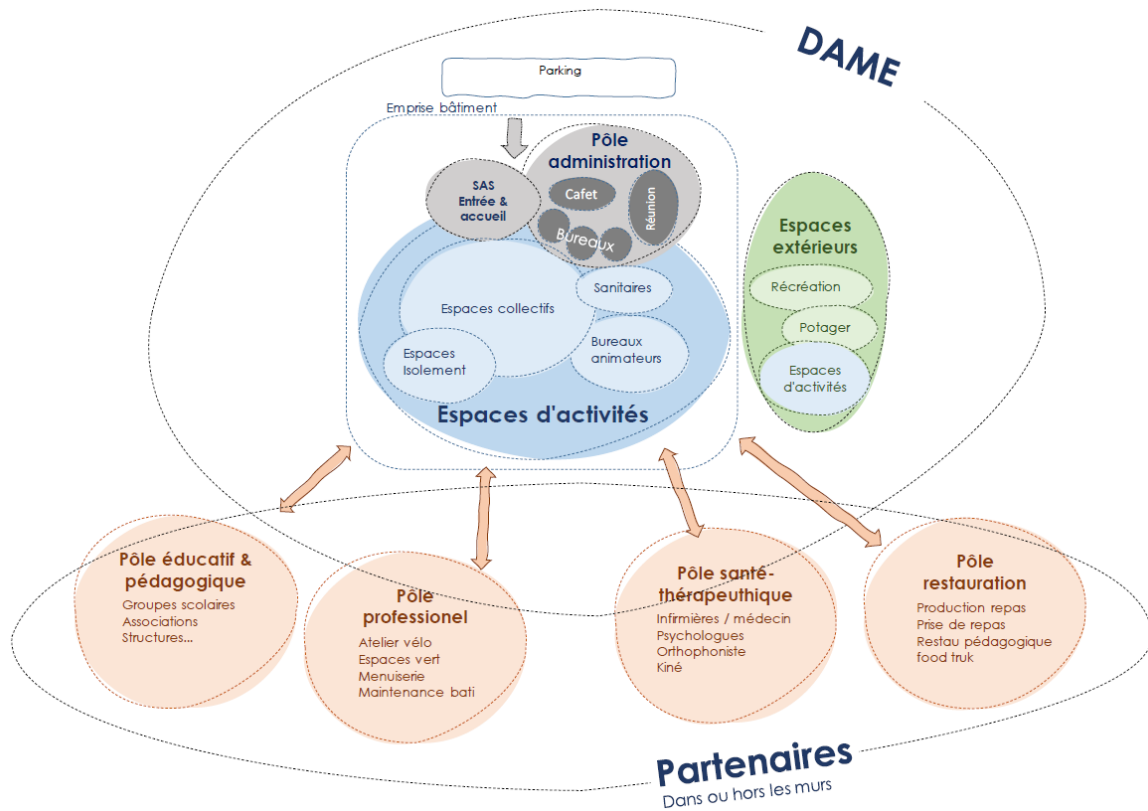 DAME
Parking
Emprise bâtiment
Pôle
administration
SAS
Entrée &
accueil
Cafet
Réunion
Bureaux
Espaces
extérieurs
Récréation
Potager
Espaces
d'activités
Sanitaires
Espaces collectifs
Bureaux
animateurs
Espaces
Isolement
Espaces d'activités
Pôle éducatif &
pédagogique
Groupes scolaires
Associations
Structures...
Pôle
professionel
Atelier vélo
Espaces vert
Menuiserie
Maintenance bati
Pôle santé-
thérapeuthique
Infirmières / médecin
Psychologues
Orthophoniste
Kiné
Pôle
restauration
Production repas
Prise de repas
Restau pédagogique
food truk
Partenaires
Dans ou hors les murs